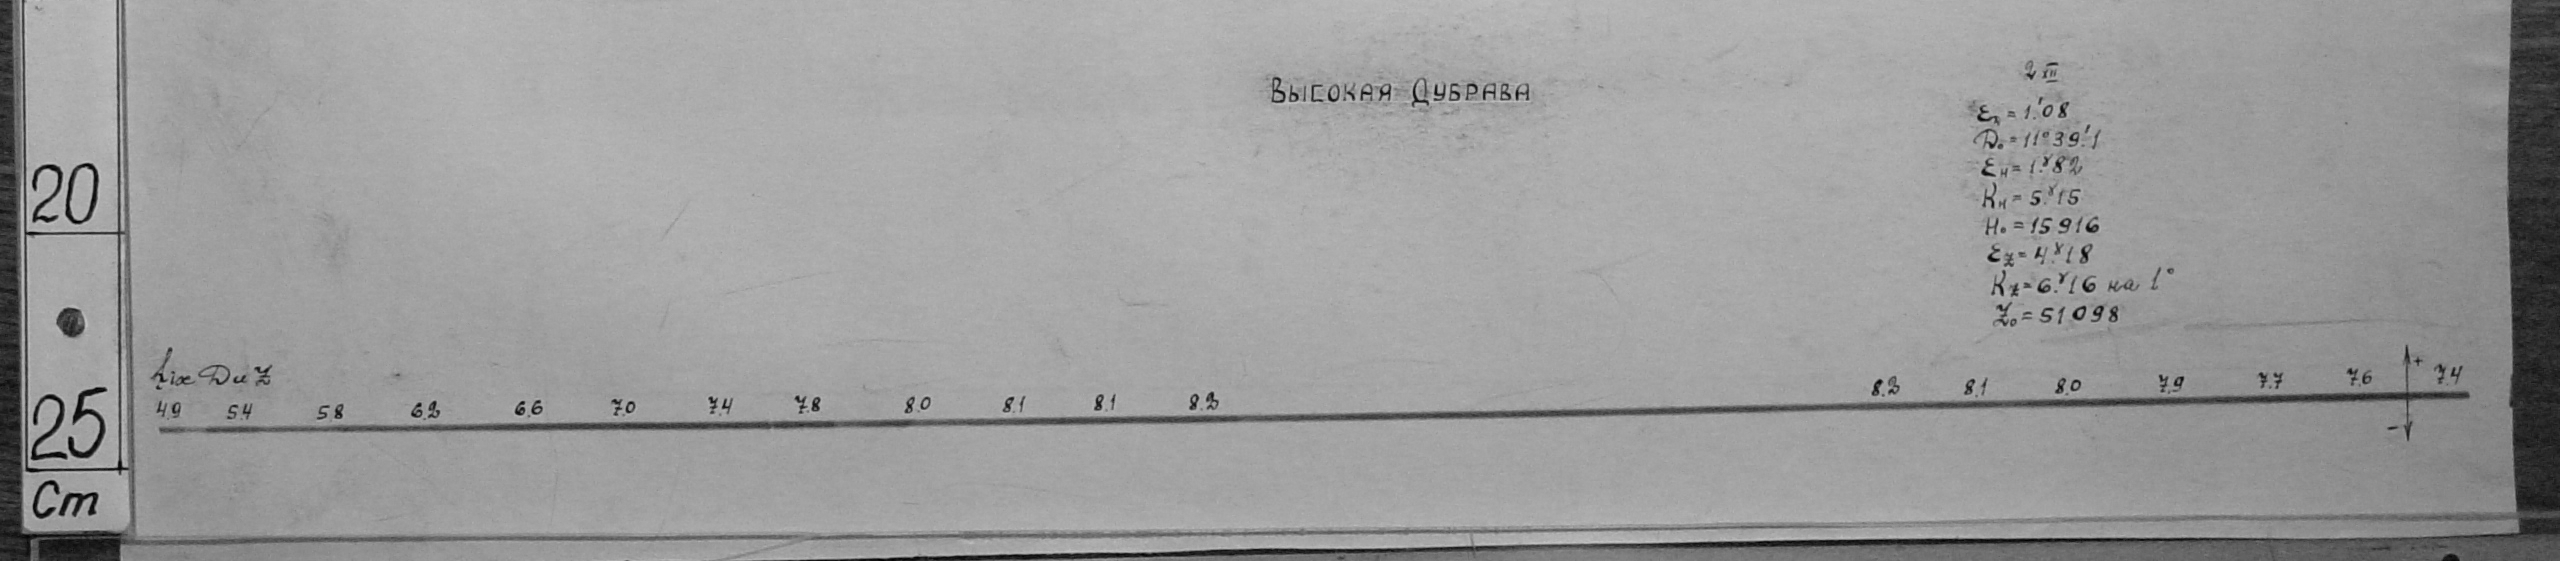 20
25
Cm
ВЫСОКАЯ ДУБРАВА
2 XII
ε_D = 1.′08
D₀ = 11°39.′1
ε_H = 1.ᵞ82
K_H = 5.ᵞ15
H₀ = 15916
ε_Z = 4.ᵞ18
K_Z = 6.ᵞ16 на 1°
Z₀ = 51098
fix D и Z
4.9 5.4 5.8 6.2 6.6 7.0 7.4 7.8 8.0 8.1 8.1 8.2 8.2 8.1 8.0 7.9 7.7 7.6 + 7.4
−